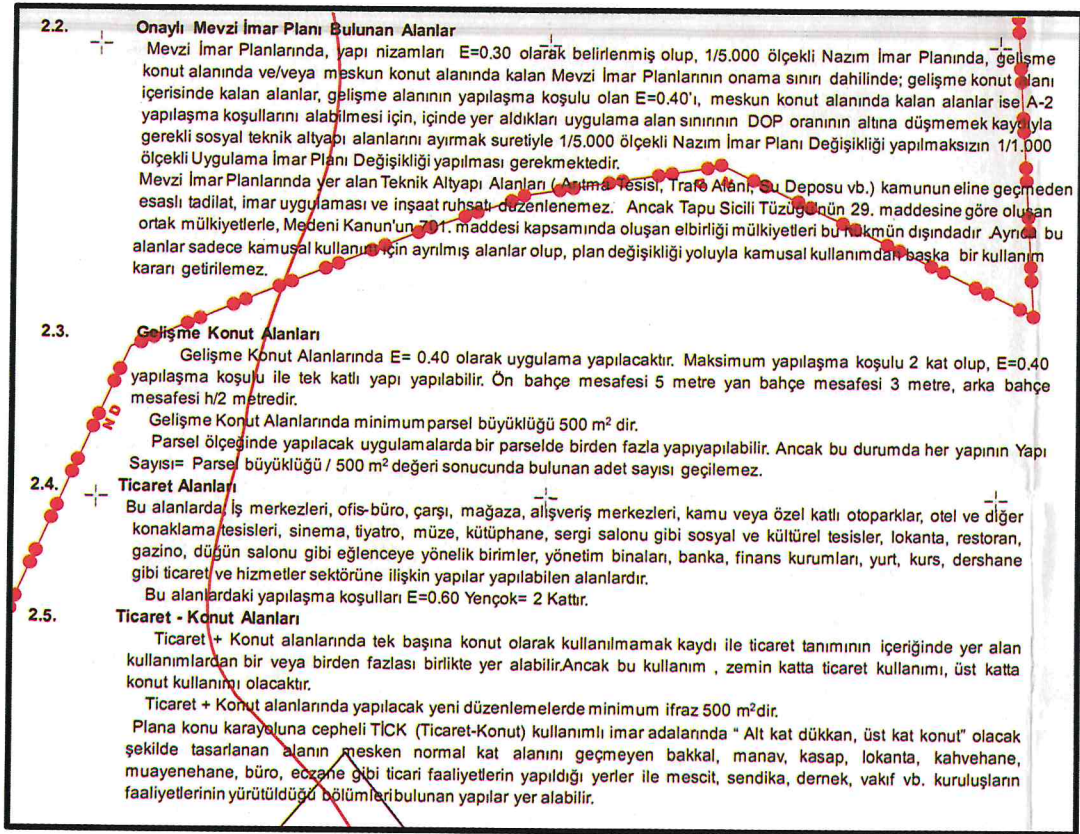 2.2. Onaylı Mevzi İmar Planı Bulunan Alanlar
Mevzi İmar Planlarında, yapı nizamları E=0.30 olarak belirlenmiş olup, 1/5.000 ölçekli Nazım İmar Planında, gelişme
konut alanında ve/veya meskun konut alanında kalan Mevzi İmar Planlarının onama sınırı dahilinde; gelişme konut alanı
içerisinde kalan alanlar, gelişme alanının yapılaşma koşulu olan E=0.40'ı, meskun konut alanında kalan alanlar ise A-2
yapılaşma koşullarını alabilmesi için, içinde yer aldıkları uygulama alan sınırının DOP oranının altına düşmemek kaydıyla
gerekli sosyal teknik altyapı alanlarını ayırmak suretiyle 1/5.000 ölçekli Nazım İmar Planı Değişikliği yapılmaksızın 1/1.000
ölçekli Uygulama İmar Planı Değişikliği yapılması gerekmektedir.
Mevzi İmar Planlarında yer alan Teknik Altyapı Alanları ( Arıtma Tesisi, Trafo Alanı, Su Deposu vb.) kamunun eline geçmeden
esaslı tadilat, imar uygulaması ve inşaat ruhsatı düzenlenemez. Ancak Tapu Sicili Tüzüğünün 29. maddesine göre oluşan
ortak mülkiyetlerle, Medeni Kanun'un 701. maddesi kapsamında oluşan elbirliği mülkiyetleri bu hükmün dışındadır .Ayrıca bu
alanlar sadece kamusal kullanım için ayrılmış alanlar olup, plan değişikliği yoluyla kamusal kullanımdan başka bir kullanım
kararı getirilemez.
2.3. Gelişme Konut Alanları
Gelişme Konut Alanlarında E= 0.40 olarak uygulama yapılacaktır. Maksimum yapılaşma koşulu 2 kat olup, E=0.40
yapılaşma koşulu ile tek katlı yapı yapılabilir. Ön bahçe mesafesi 5 metre yan bahçe mesafesi 3 metre, arka bahçe
mesafesi h/2 metredir.
ND
Gelişme Konut Alanlarında minimum parsel büyüklüğü 500 m² dir.
Parsel ölçeğinde yapılacak uygulamalarda bir parselde birden fazla yapıyapılabilir. Ancak bu durumda her yapının Yapı
Sayısı= Parsel büyüklüğü / 500 m² değeri sonucunda bulunan adet sayısı geçilemez.
2.4. Ticaret Alanları
Bu alanlarda; İş merkezleri, ofis-büro, çarşı, mağaza, alışveriş merkezleri, kamu veya özel katlı otoparklar, otel ve diğer
konaklama tesisleri, sinema, tiyatro, müze, kütüphane, sergi salonu gibi sosyal ve kültürel tesisler, lokanta, restoran,
gazino, düğün salonu gibi eğlenceye yönelik birimler, yönetim binaları, banka, finans kurumları, yurt, kurs, dershane
gibi ticaret ve hizmetler sektörüne ilişkin yapılar yapılabilen alanlardır.
Bu alanlardaki yapılaşma koşulları E=0.60 Yençok= 2 Kattır.
2.5. Ticaret - Konut Alanları
Ticaret + Konut alanlarında tek başına konut olarak kullanılmamak kaydı ile ticaret tanımının içeriğinde yer alan
kullanımlardan bir veya birden fazlası birlikte yer alabilir.Ancak bu kullanım , zemin katta ticaret kullanımı, üst katta
konut kullanımı olacaktır.
Ticaret + Konut alanlarında yapılacak yeni düzenlemelerde minimum ifraz 500 m²dir.
Plana konu karayoluna cepheli TİCK (Ticaret-Konut) kullanımlı imar adalarında “ Alt kat dükkan, üst kat konut” olacak
şekilde tasarlanan alanın mesken normal kat alanını geçmeyen bakkal, manav, kasap, lokanta, kahvehane,
muayenehane, büro, eczane gibi ticari faaliyetlerin yapıldığı yerler ile mescit, sendika, dernek, vakıf vb. kuruluşların
faaliyetlerinin yürütüldüğü bölümleri bulunan yapılar yer alabilir.